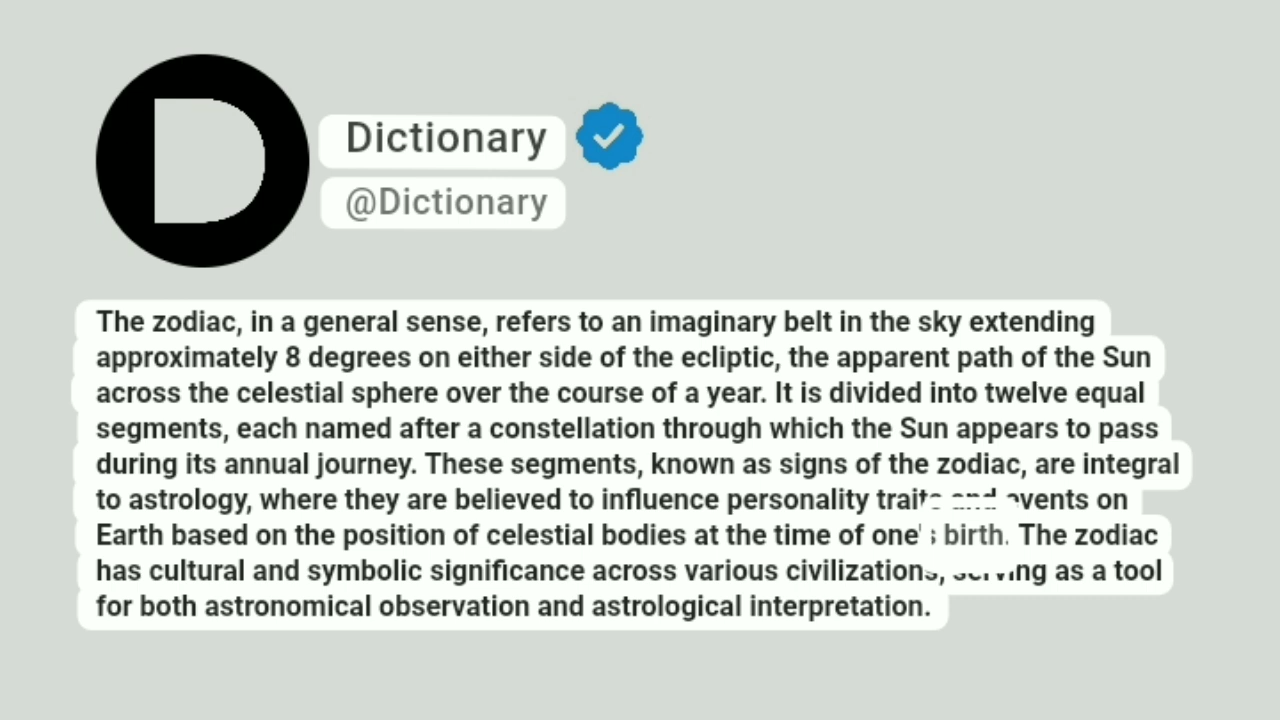 D
Dictionary
@Dictionary
The zodiac, in a general sense, refers to an imaginary belt in the sky extending
approximately 8 degrees on either side of the ecliptic, the apparent path of the Sun
across the celestial sphere over the course of a year. It is divided into twelve equal
segments, each named after a constellation through which the Sun appears to pass
during its annual journey. These segments, known as signs of the zodiac, are integral
to astrology, where they are believed to influence personality traits and events on
Earth based on the position of celestial bodies at the time of one's birth. The zodiac
has cultural and symbolic significance across various civilizations, serving as a tool
for both astronomical observation and astrological interpretation.